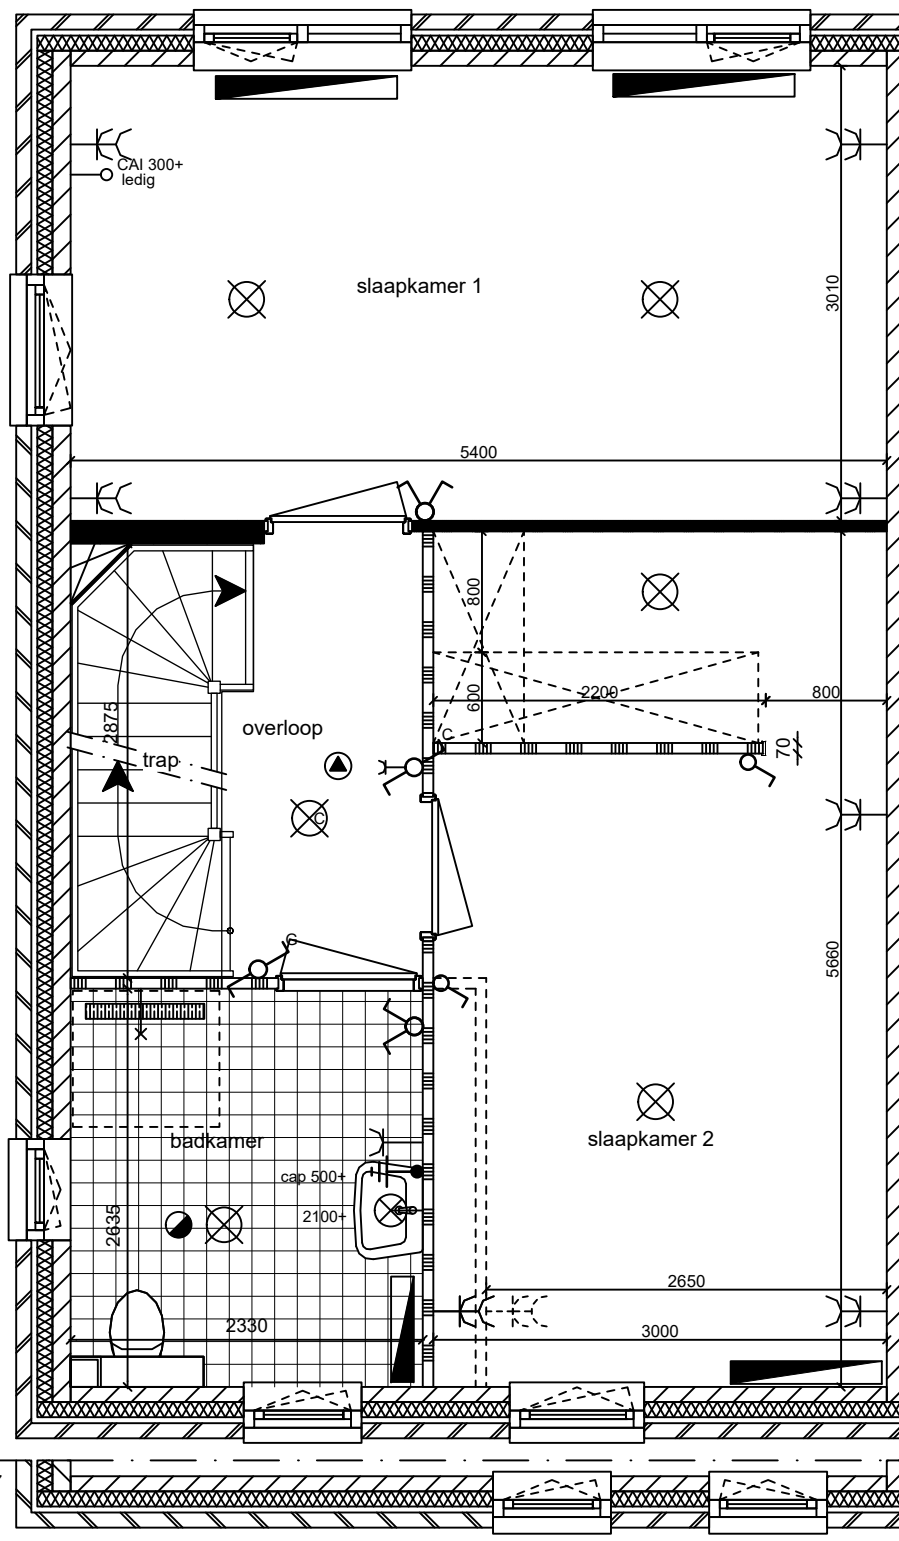 CAI 300+
ledig
slaapkamer 1
3010
5400
800
600
2200
800
C
70
2875
overloop
trap
C
5660
C
badkamer
slaapkamer 2
cap 500+
2100+
2635
2650
2330
3000